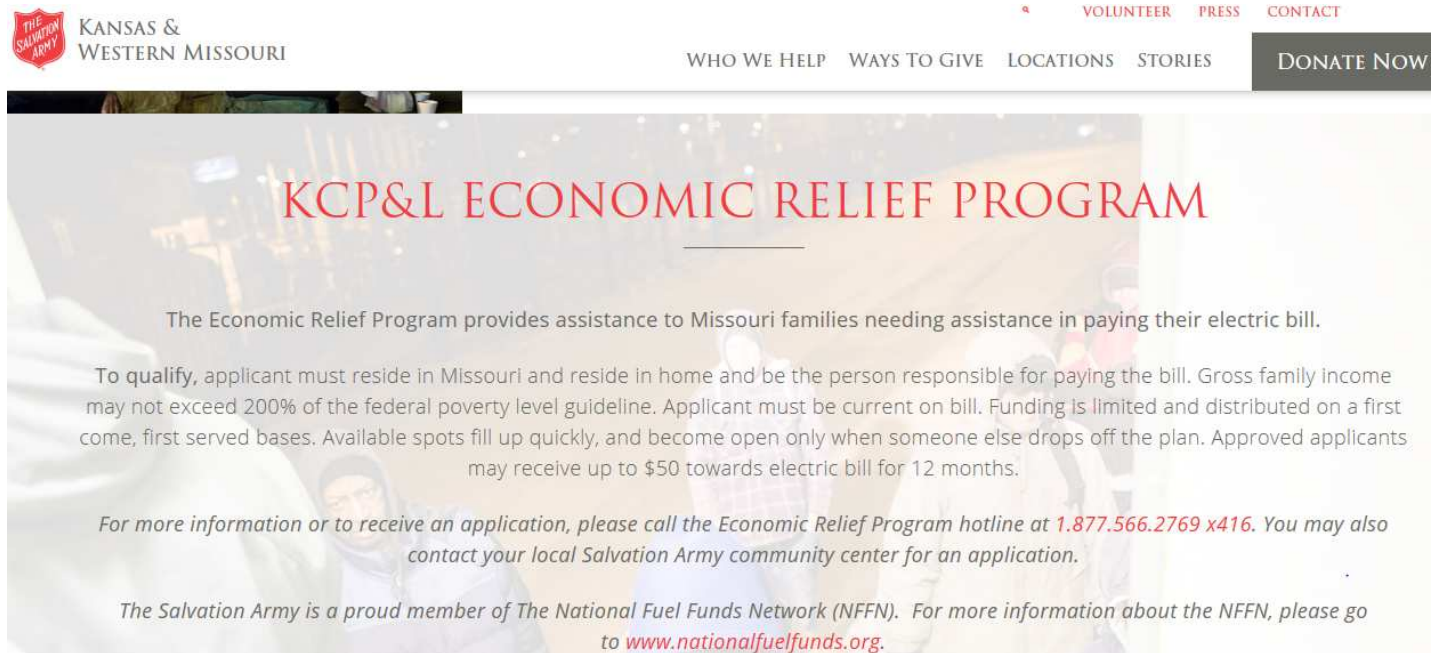 THE
SALVATION
ARMY
KANSAS &
WESTERN MISSOURI
VOLUNTEER PRESS CONTACT
WHO WE HELP WAYS TO GIVE LOCATIONS STORIES DONATE NOW
KCP&L ECONOMIC RELIEF PROGRAM
The Economic Relief Program provides assistance to Missouri families needing assistance in paying their electric bill.
To qualify, applicant must reside in Missouri and reside in home and be the person responsible for paying the bill. Gross family income
may not exceed 200% of the federal poverty level guideline. Applicant must be current on bill. Funding is limited and distributed on a first
come, first served bases. Available spots fill up quickly, and become open only when someone else drops off the plan. Approved applicants
may receive up to $50 towards electric bill for 12 months.
For more information or to receive an application, please call the Economic Relief Program hotline at 1.877.566.2769 x416. You may also
contact your local Salvation Army community center for an application.
The Salvation Army is a proud member of The National Fuel Funds Network (NFFN). For more information about the NFFN, please go
to www.nationalfuelfunds.org.